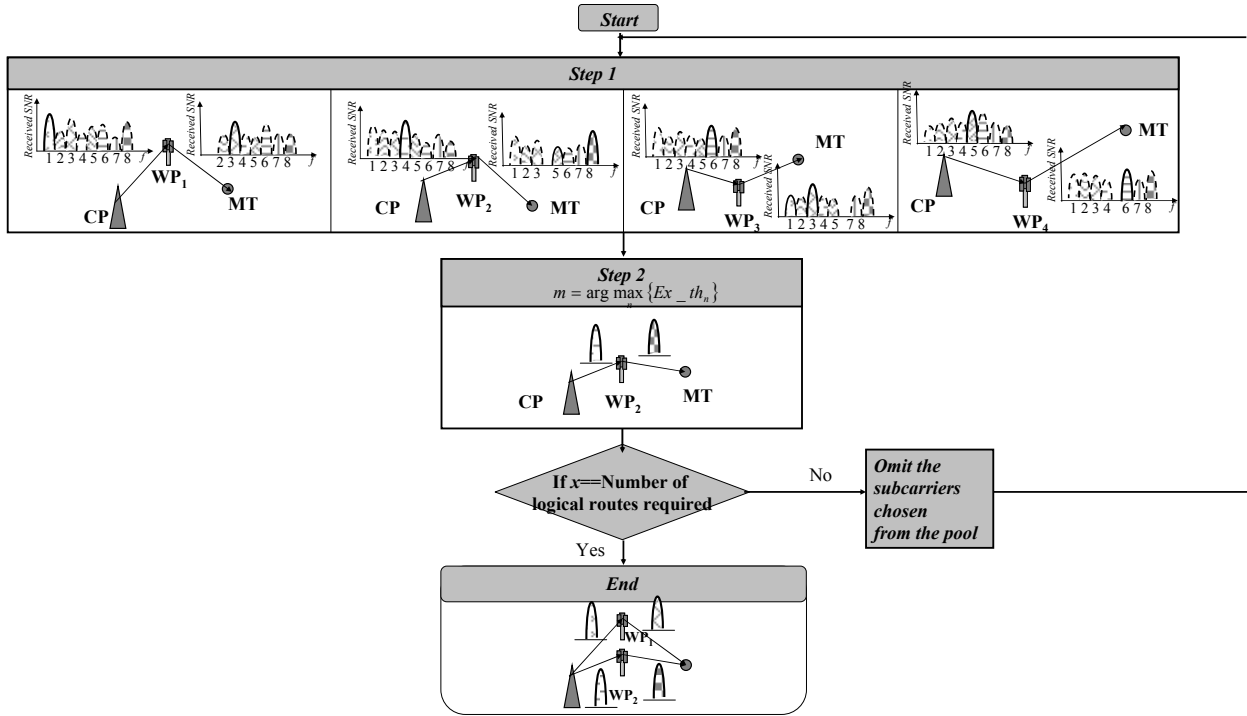 Start
Step 1
Received SNR
1 2 3 4 5 6 7 8 f
WP1
CP
Received SNR
2 3 4 5 6 7 8 f
MT
Received SNR
1 2 3 4 5 6 7 8 f
WP2
CP
Received SNR
1 2 3 5 6 7 8 f
MT
Received SNR
1 2 3 4 5 6 7 8 f
MT
CP
WP3
Received SNR
1 2 3 4 5 7 8 f
Received SNR
1 2 3 4 5 6 7 8 f
MT
CP
WP4
Received SNR
1 2 3 4 6 7 8 f
Step 2
m = arg max n {Ex _ th n}
CP
WP2
MT
If x==Number of
logical routes required
No
Omit the
subcarriers
chosen
from the pool
Yes
End
WP1
WP2